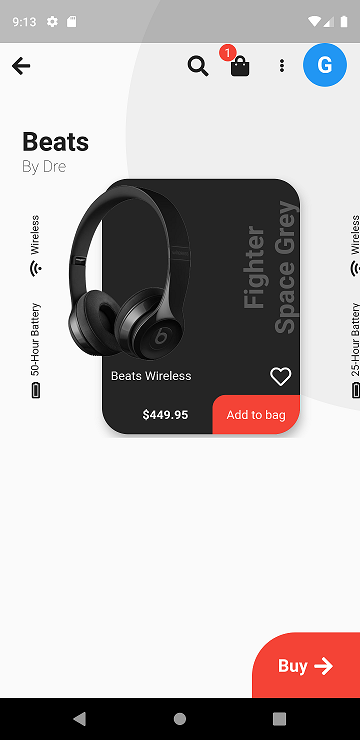 9:13
1
G
Beats
By Dre
Wireless
50-Hour Battery
Fighter
Space Grey
Beats Wireless
$449.95
Add to bag
Wireless
25-Hour Battery
Buy